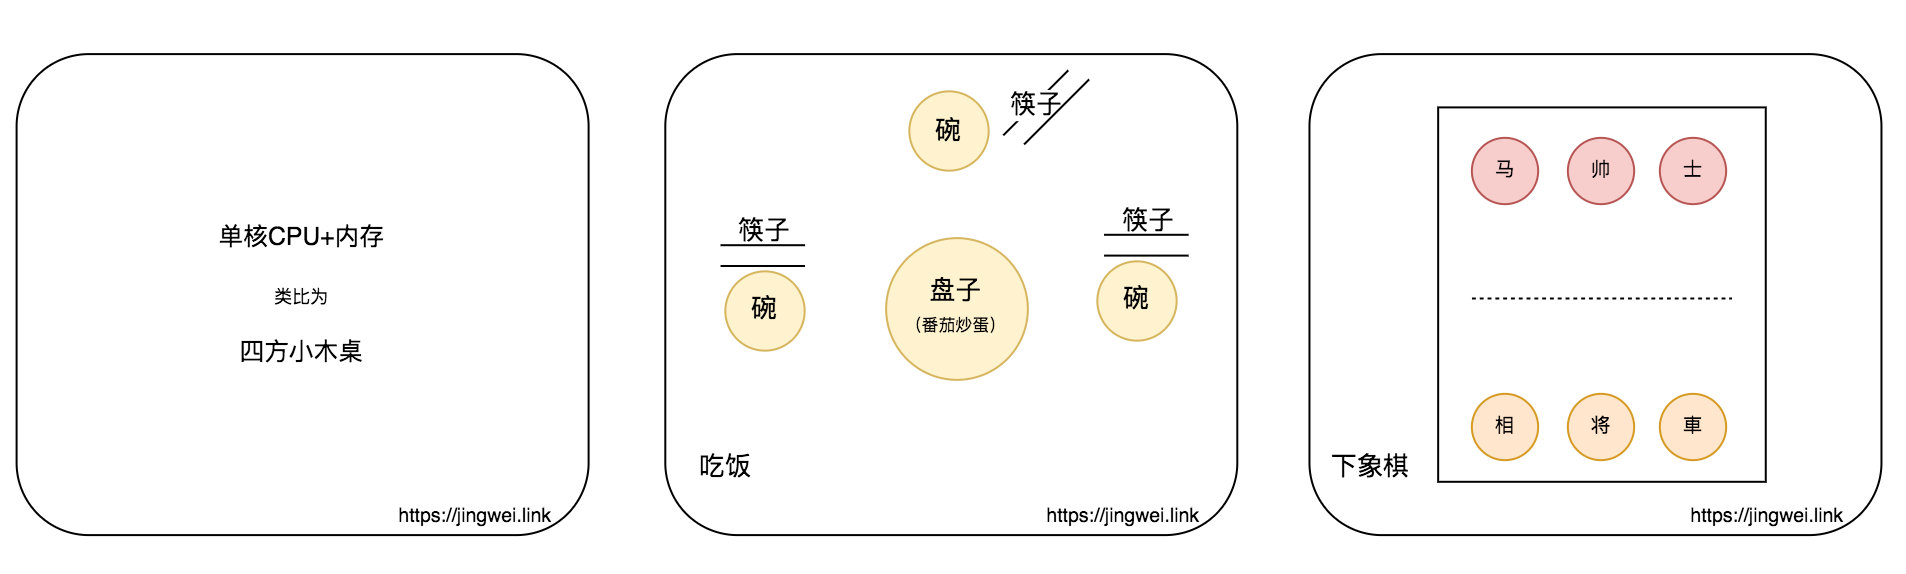 单核CPU+内存
类比为
四方小木桌
https://jingwei.link
筷子
碗
筷子
碗
筷子
碗
盘子
（番茄炒蛋）
吃饭
https://jingwei.link
马 帅 士
相 将 車
下象棋
https://jingwei.link